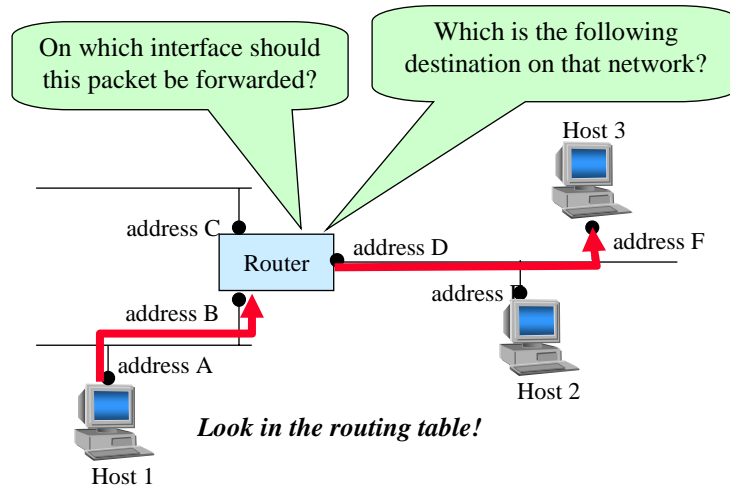 On which interface should
this packet be forwarded?
Which is the following
destination on that network?
Host 3
address C
address D
address F
Router
address B
address
address A
Host 2
Look in the routing table!
Host 1